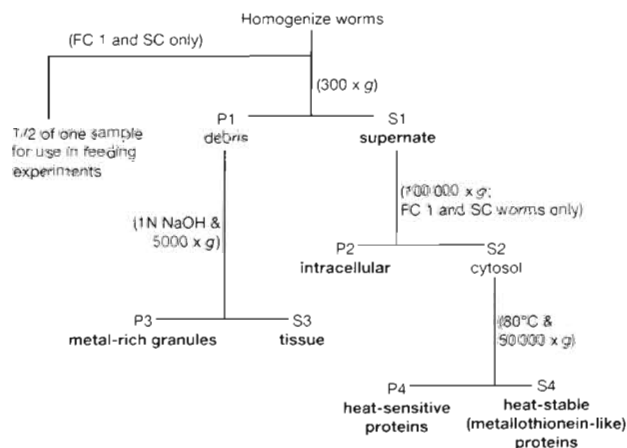 Homogenize worms
(FC 1 and SC only)
(300 x g)
P1
S1
1/2 of one sample
for use in feeding
experiments
debris
supernate
(100 000 x g;
FC 1 and SC worms only)
(1N NaOH &
5000 x g)
P2
S2
intracellular
cytosol
(80°C &
50 000 x g)
P3
S3
metal-rich granules
tissue
P4
S4
heat-sensitive
proteins
heat-stable
(metallothionein-like)
proteins